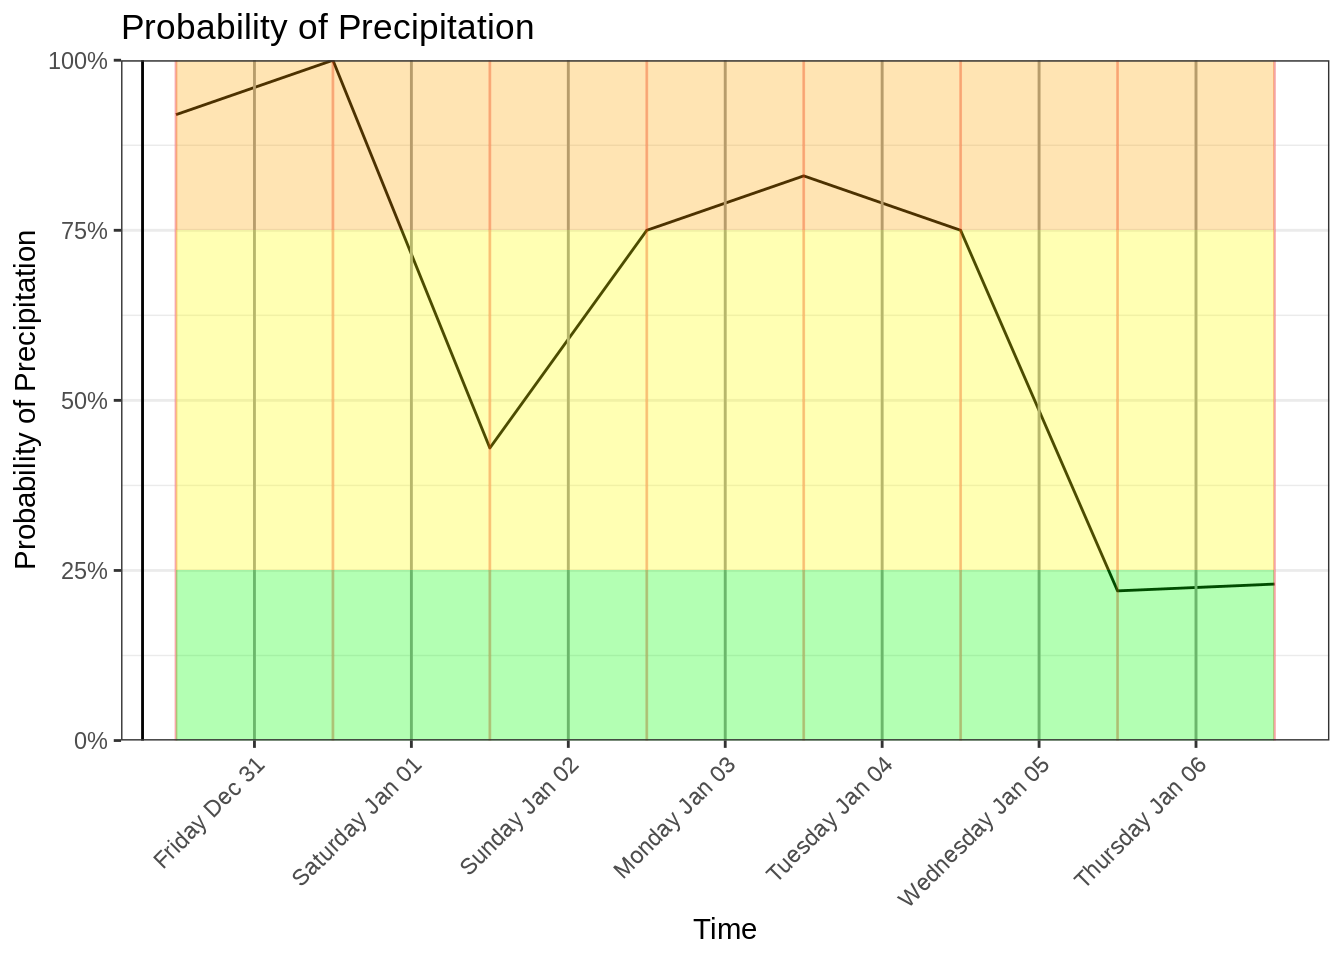 Probability of Precipitation
Probability of Precipitation
100%
75%
50%
25%
0%
Friday Dec 31
Saturday Jan 01
Sunday Jan 02
Monday Jan 03
Tuesday Jan 04
Wednesday Jan 05
Thursday Jan 06
Time